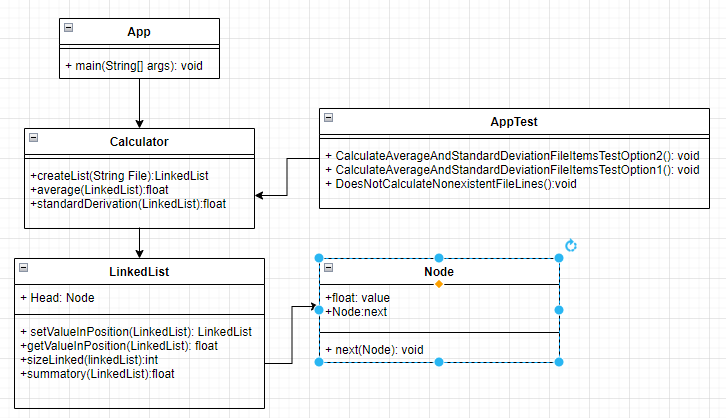 App
+ main(String[] args): void
Calculator
+createList(String File):LinkedList
+average(LinkedList):float
+standardDerivation(LinkedList):float
AppTest
+ CalculateAverageAndStandardDeviationFileItemsTestOption2(): void
+ CalculateAverageAndStandardDeviationFileItemsTestOption1(): void
+ DoesNotCalculateNonexistentFileLines():void
LinkedList
+ Head: Node
+ setValueInPosition(LinkedList): LinkedList
+getValueInPosition(LinkedList): float
+sizeLinked(linkedList):int
+summatory(LinkedList):float
Node
+float: value
+Node:next
+ next(Node): void